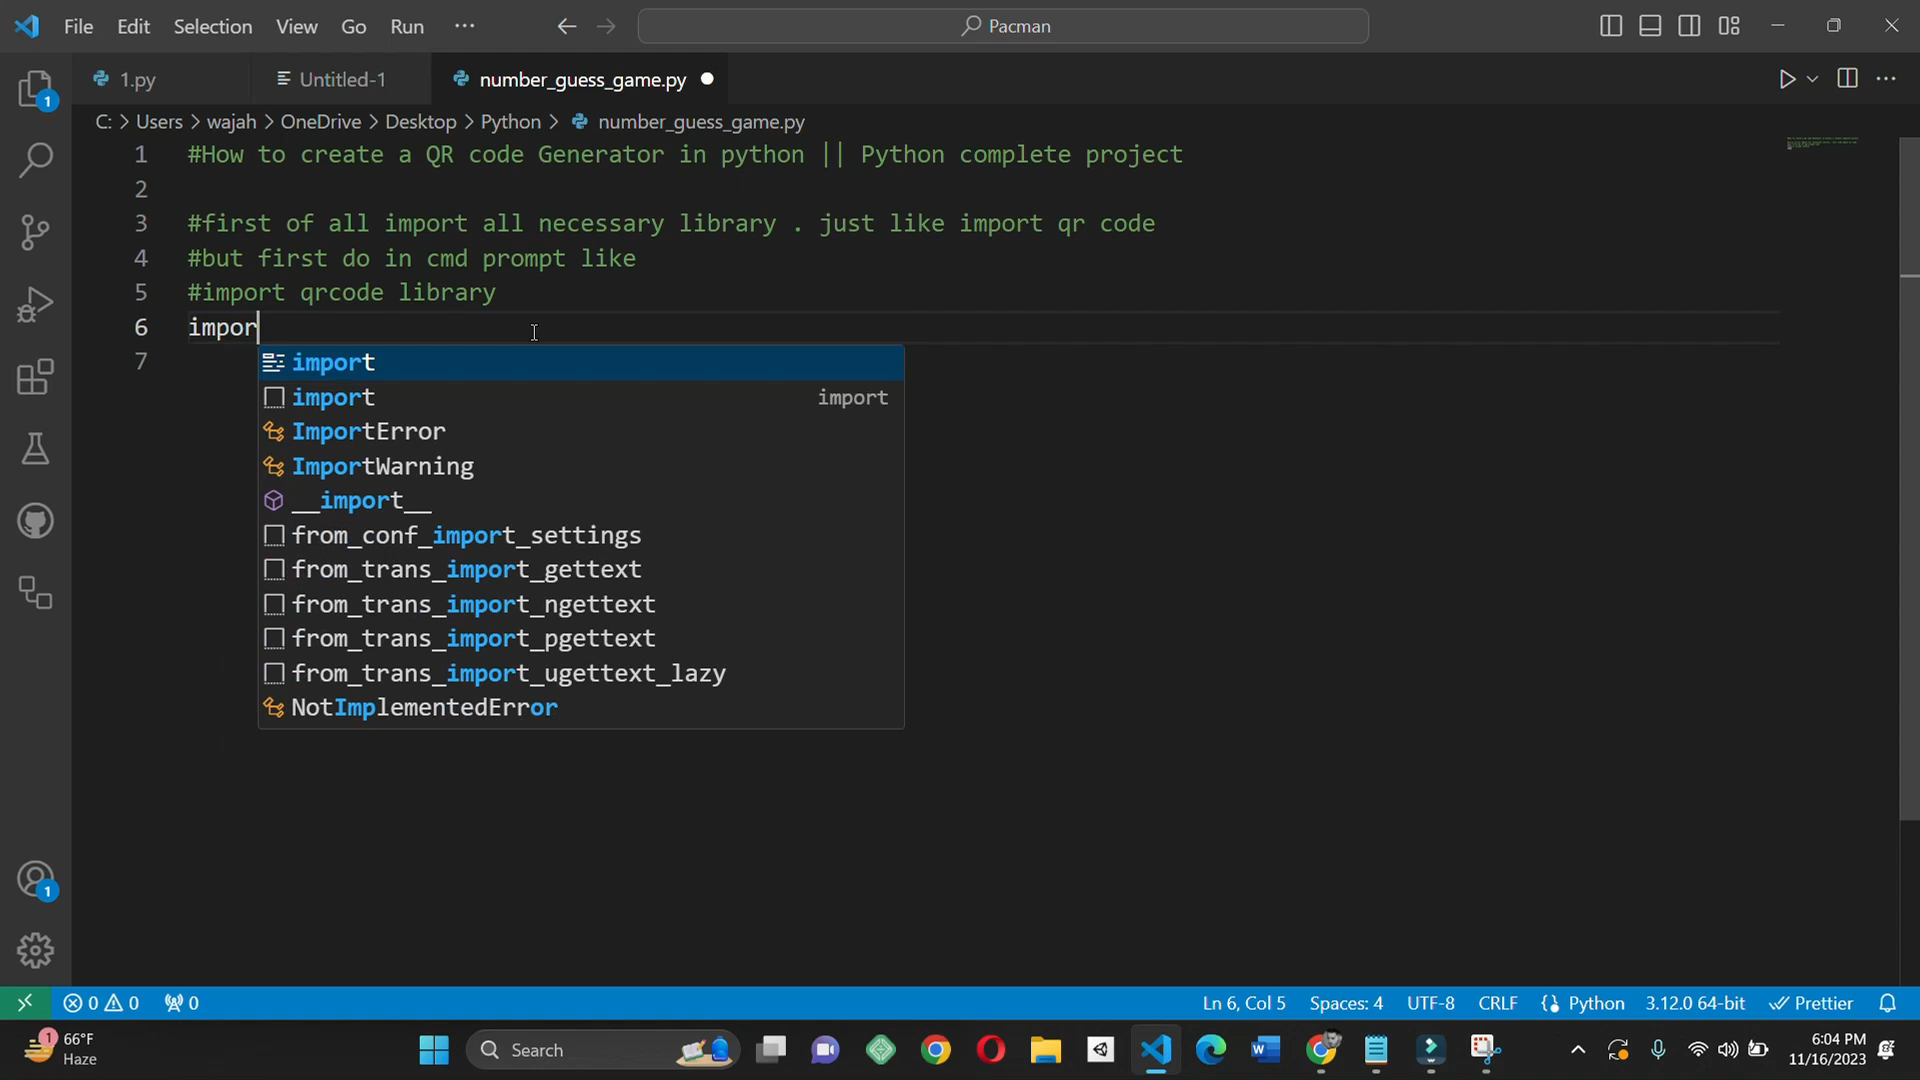 File Edit Selection View Go Run ··· Pacman
1.py Untitled-1 number_guess_game.py
C: > Users > wajah > OneDrive > Desktop > Python > number_guess_game.py
1 #How to create a QR code Generator in python || Python complete project
2
3 #first of all import all necessary library . just like import qr code
4 #but first do in cmd prompt like
5 #import qrcode library
6 impor
7
import
import import
ImportError
ImportWarning
__import__
from_conf_import_settings
from_trans_import_gettext
from_trans_import_ngettext
from_trans_import_pgettext
from_trans_import_ugettext_lazy
NotImplementedError
1
1
0 0 0 Ln 6, Col 5 Spaces: 4 UTF-8 CRLF Python 3.12.0 64-bit Prettier
1 66°F
Haze
Search
6:04 PM
11/16/2023